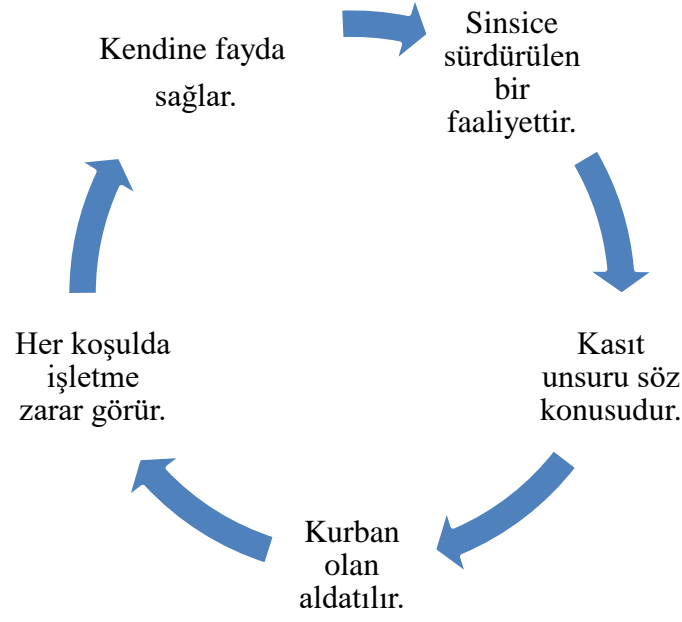 Kendine fayda
sağlar.
Sinsice
sürdürülen
bir
faaliyettir.
Kasıt
unsuru söz
konusudur.
Kurban
olan
aldatılır.
Her koşulda
işletme
zarar görür.